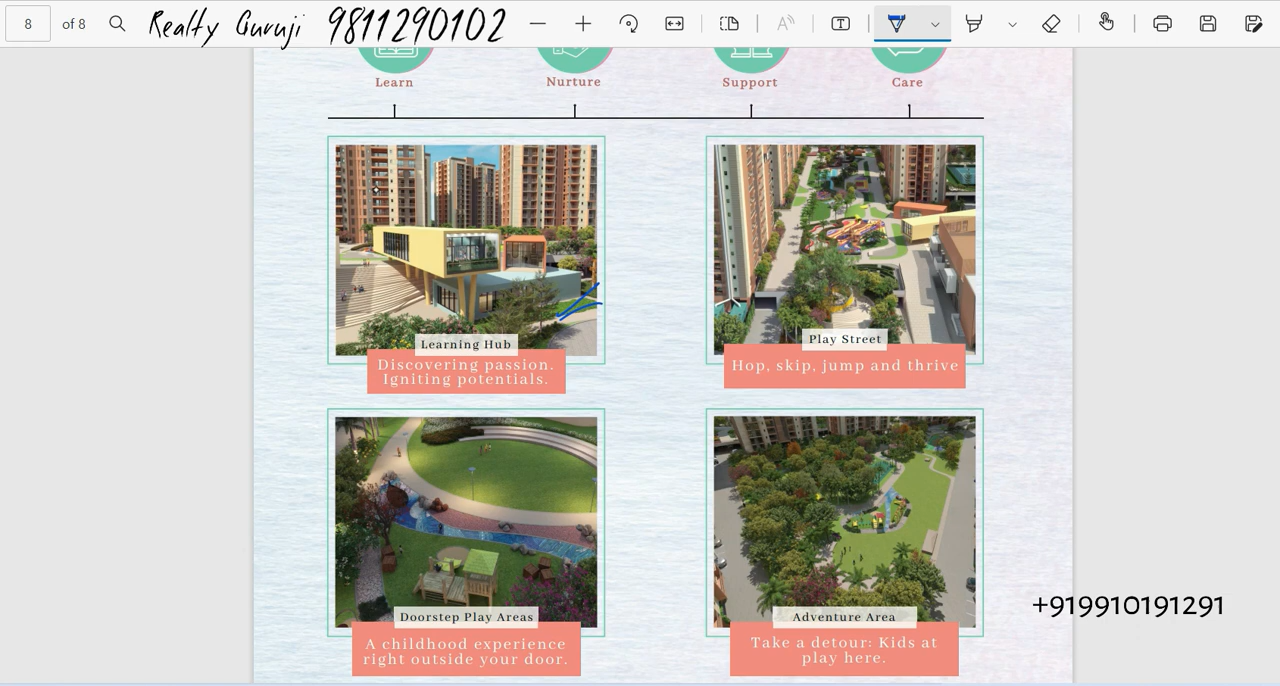 8 of 8 Realty Guruji 9811290102
Learn Nurture Support Care
Learning Hub
Discovering passion.
Igniting potentials.
Play Street
Hop, skip, jump and thrive
Doorstep Play Areas
A childhood experience
right outside your door.
Adventure Area
Take a detour: Kids at
play here.
+919910191291